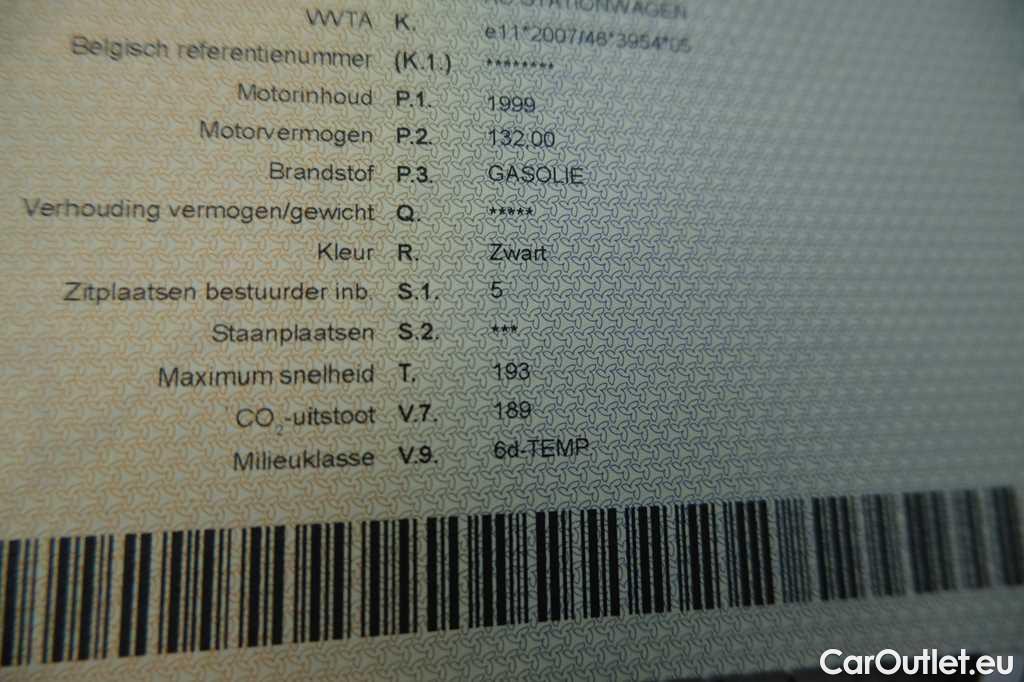 STATIONWAGEN
WVTA K. e11*2007/46*3954*05
Belgisch referentienummer (K.1.) ********
Motorinhoud P.1. 1999
Motorvermogen P.2. 132,00
Brandstof P.3. GASOLIE
Verhouding vermogen/gewicht Q. *****
Kleur R. Zwart
Zitplaatsen bestuurder inb. S.1. 5
Staanplaatsen S.2. ***
Maximum snelheid T. 193
CO2-uitstoot V.7. 189
Milieuklasse V.9. 6d-TEMP
CarOutlet.eu